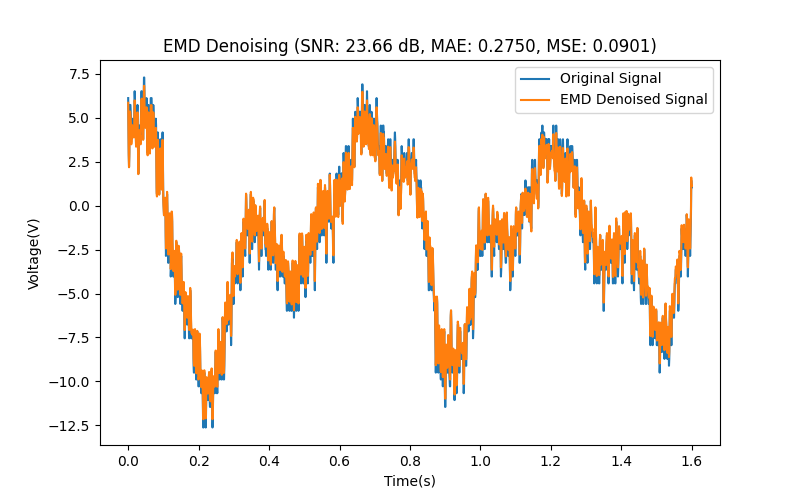 EMD Denoising (SNR: 23.66 dB, MAE: 0.2750, MSE: 0.0901)
Original Signal
EMD Denoised Signal
7.5
5.0
2.5
0.0
−2.5
−5.0
−7.5
−10.0
−12.5
Voltage(V)
0.0 0.2 0.4 0.6 0.8 1.0 1.2 1.4 1.6
Time(s)